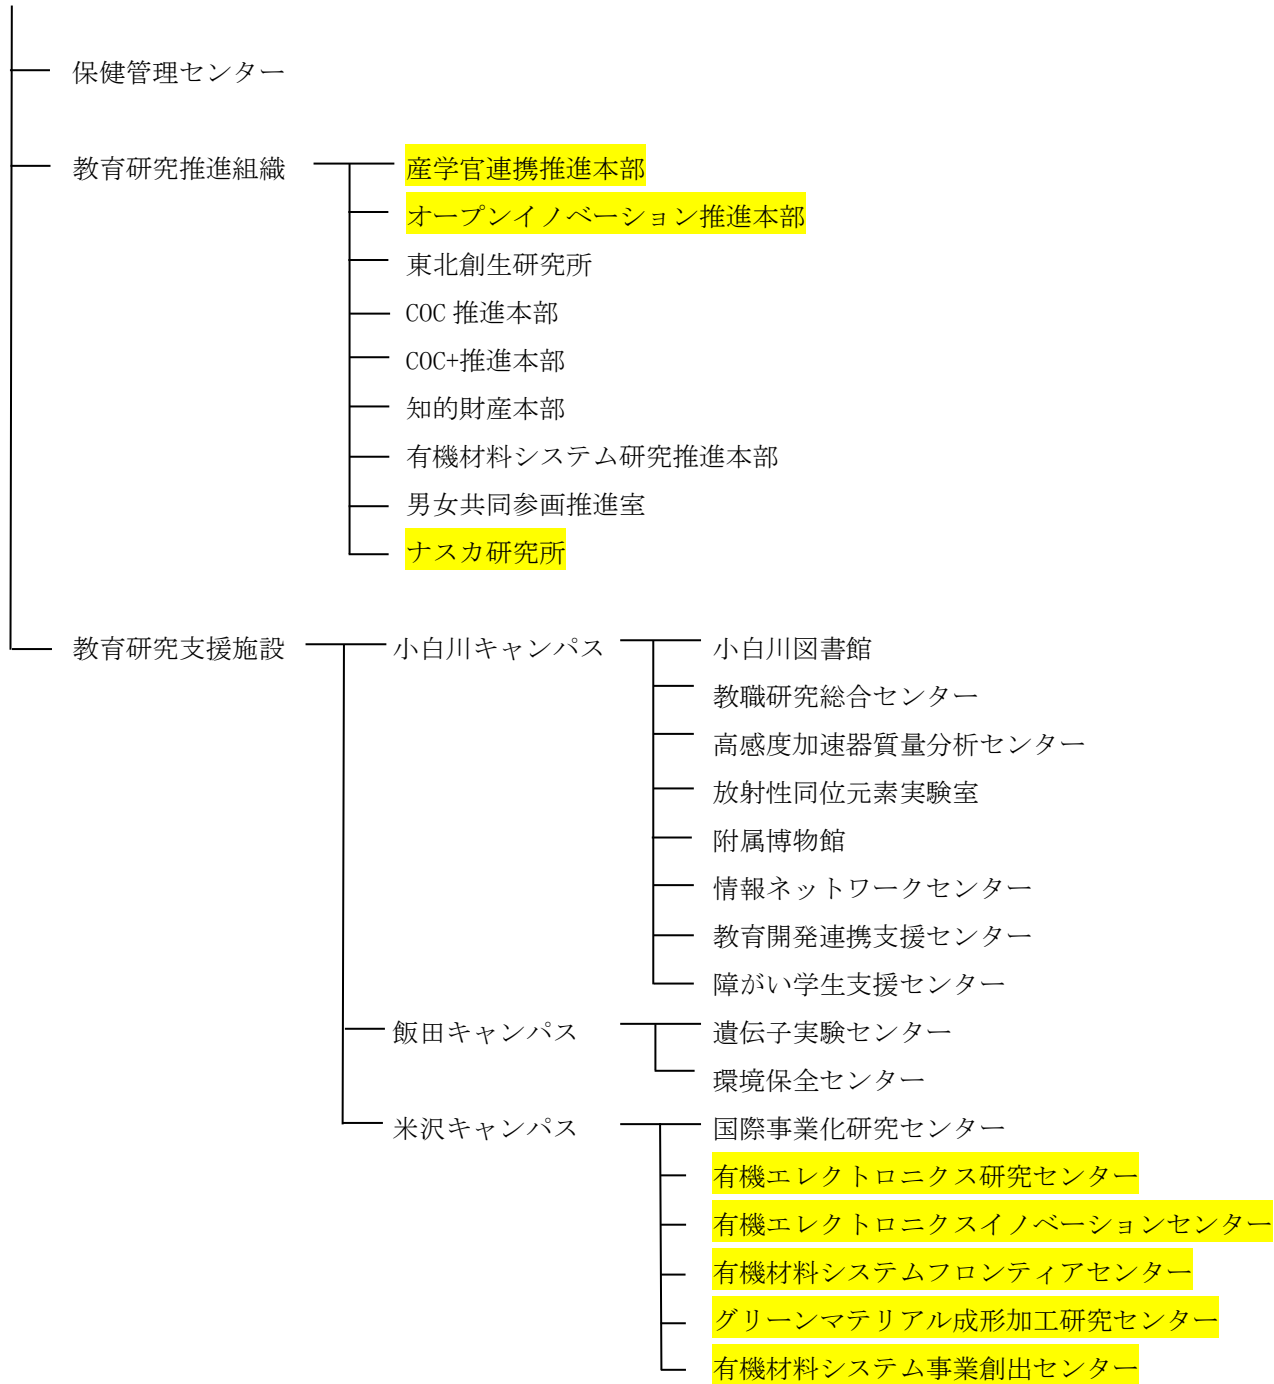 保健管理センター
教育研究推進組織 産学官連携推進本部
オープンイノベーション推進本部
東北創生研究所
COC 推進本部
COC+推進本部
知的財産本部
有機材料システム研究推進本部
男女共同参画推進室
ナスカ研究所
教育研究支援施設 小白川キャンパス 小白川図書館
教職研究総合センター
高感度加速器質量分析センター
放射性同位元素実験室
附属博物館
情報ネットワークセンター
教育開発連携支援センター
障がい学生支援センター
飯田キャンパス 遺伝子実験センター
環境保全センター
米沢キャンパス 国際事業化研究センター
有機エレクトロニクス研究センター
有機エレクトロニクスイノベーションセンター
有機材料システムフロンティアセンター
グリーンマテリアル成形加工研究センター
有機材料システム事業創出センター